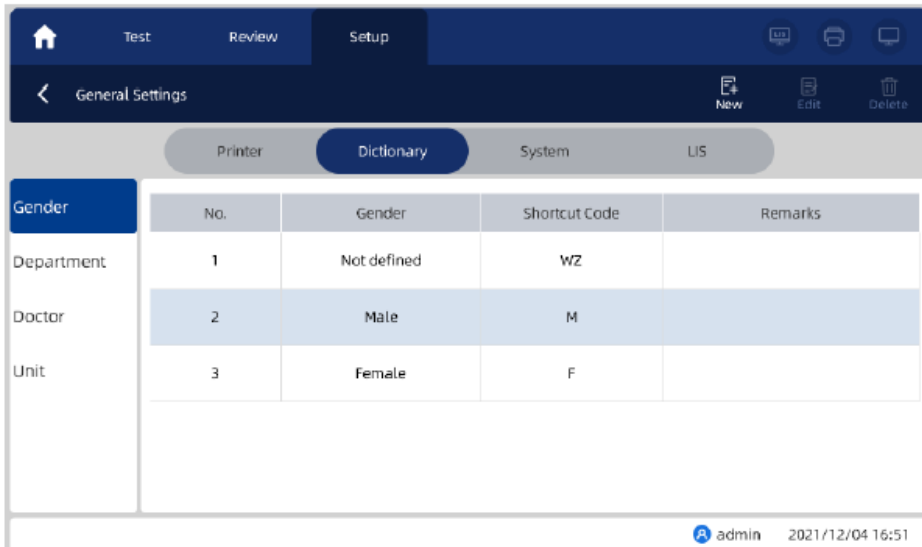 Test Review Setup LIS
General Settings New Edit Delete
Printer Dictionary System LIS
Gender No. Gender Shortcut Code Remarks
Department 1 Not defined WZ
Doctor 2 Male M
Unit 3 Female F
admin 2021/12/04 16:51